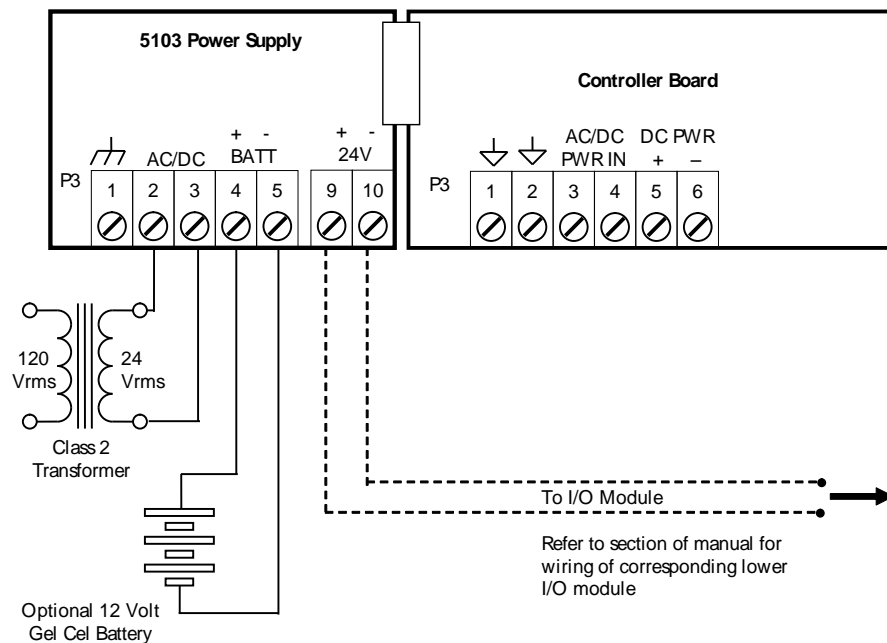 5103 Power Supply
Controller Board
+ - + -
AC/DC BATT 24V
P3 1 2 3 4 5 9 10
AC/DC DC PWR
PWR IN + –
P3 1 2 3 4 5 6
120
Vrms
24
Vrms
Class 2
Transformer
To I/O Module
Refer to section of manual for
wiring of corresponding lower
I/O module
Optional 12 Volt
Gel Cel Battery